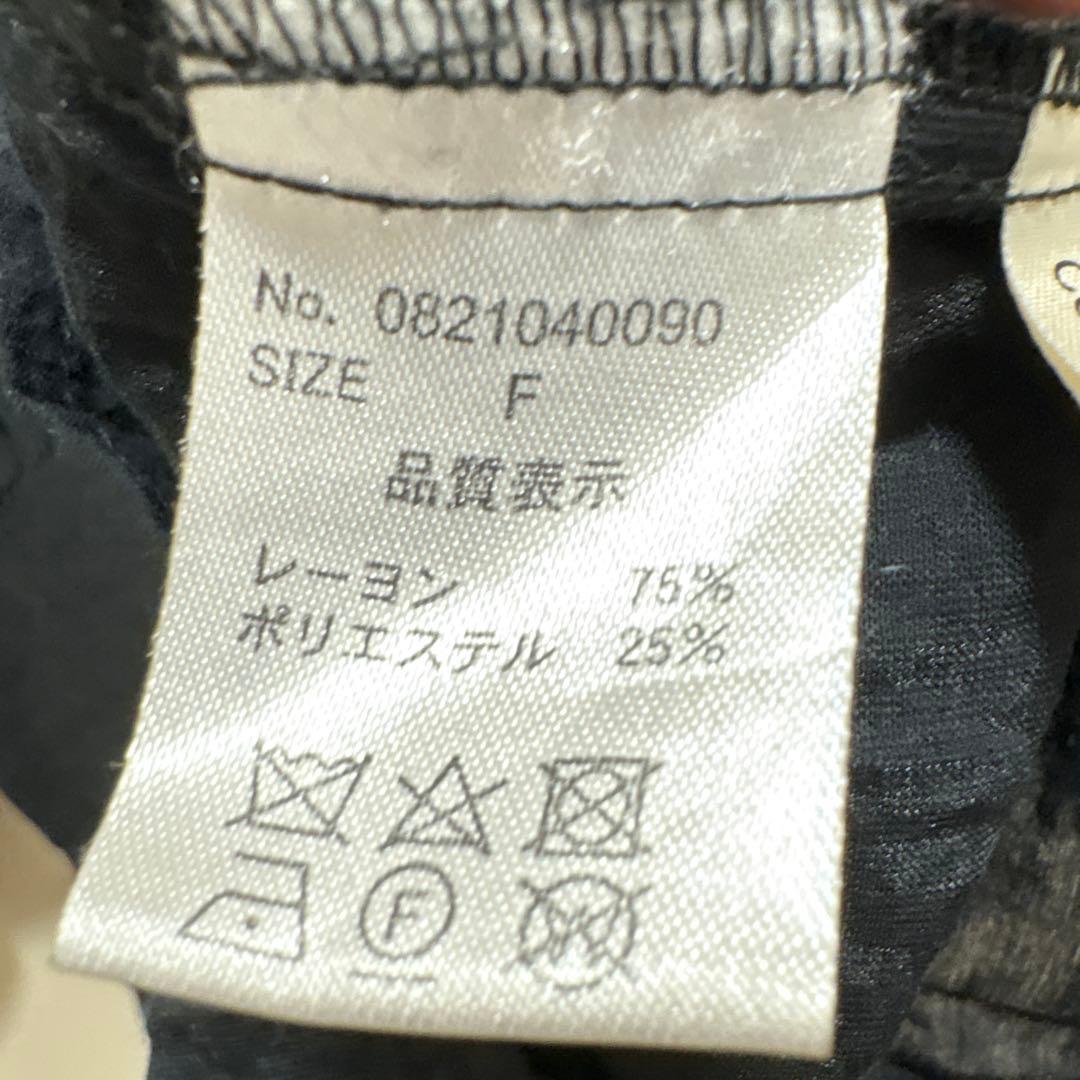 No. 0821040090
SIZE F
品質表示
レーヨン 75%
ポリエステル 25%
F
W